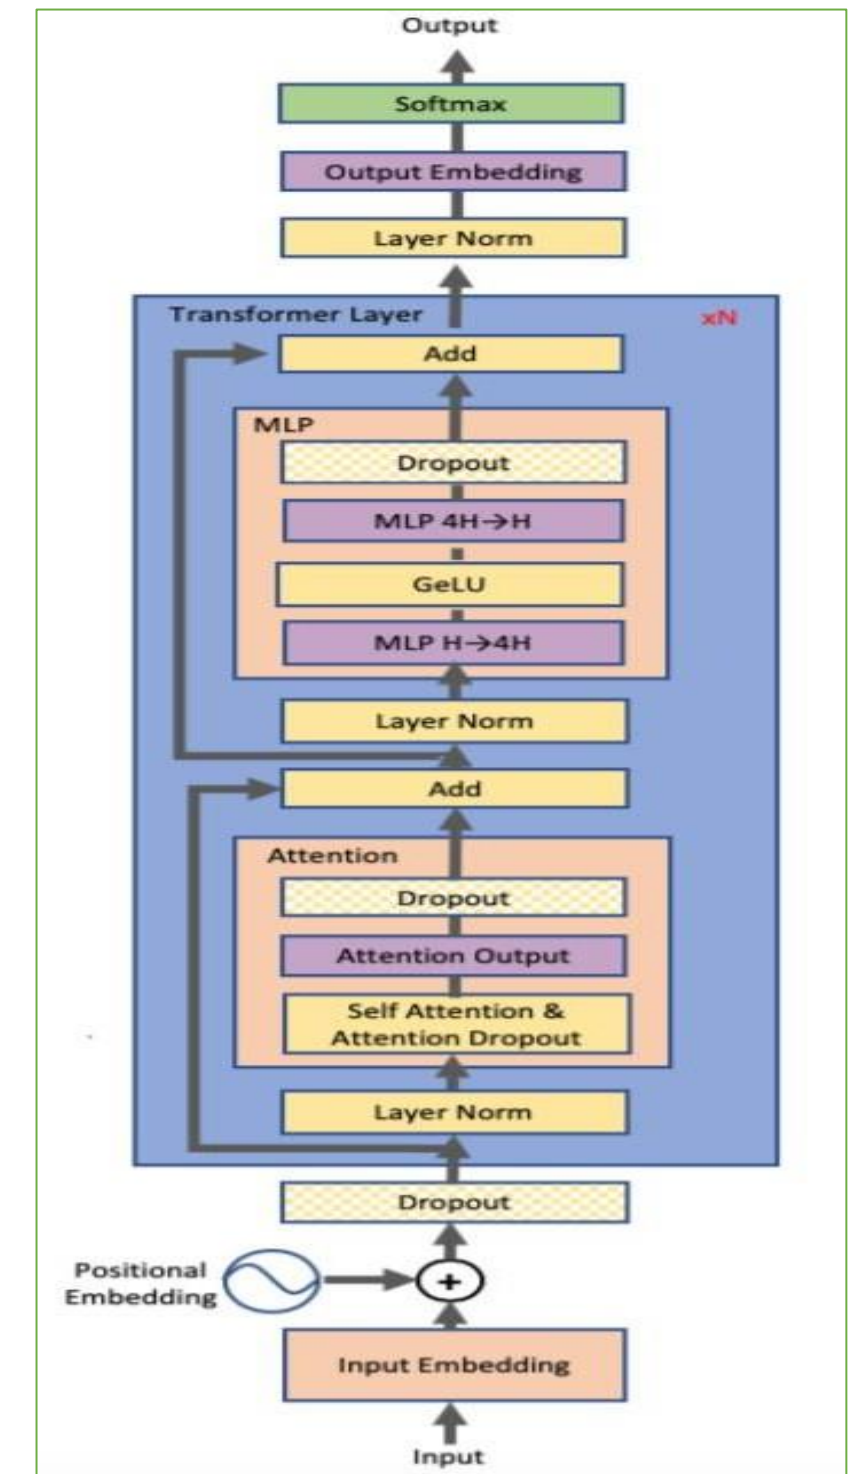 Output
Softmax
Output Embedding
Layer Norm
Transformer Layer
xN
Add
MLP
Dropout
MLP 4H→H
GeLU
MLP H→4H
Layer Norm
Add
Attention
Dropout
Attention Output
Self Attention &
Attention Dropout
Layer Norm
Dropout
Positional
Embedding
+
Input Embedding
Input